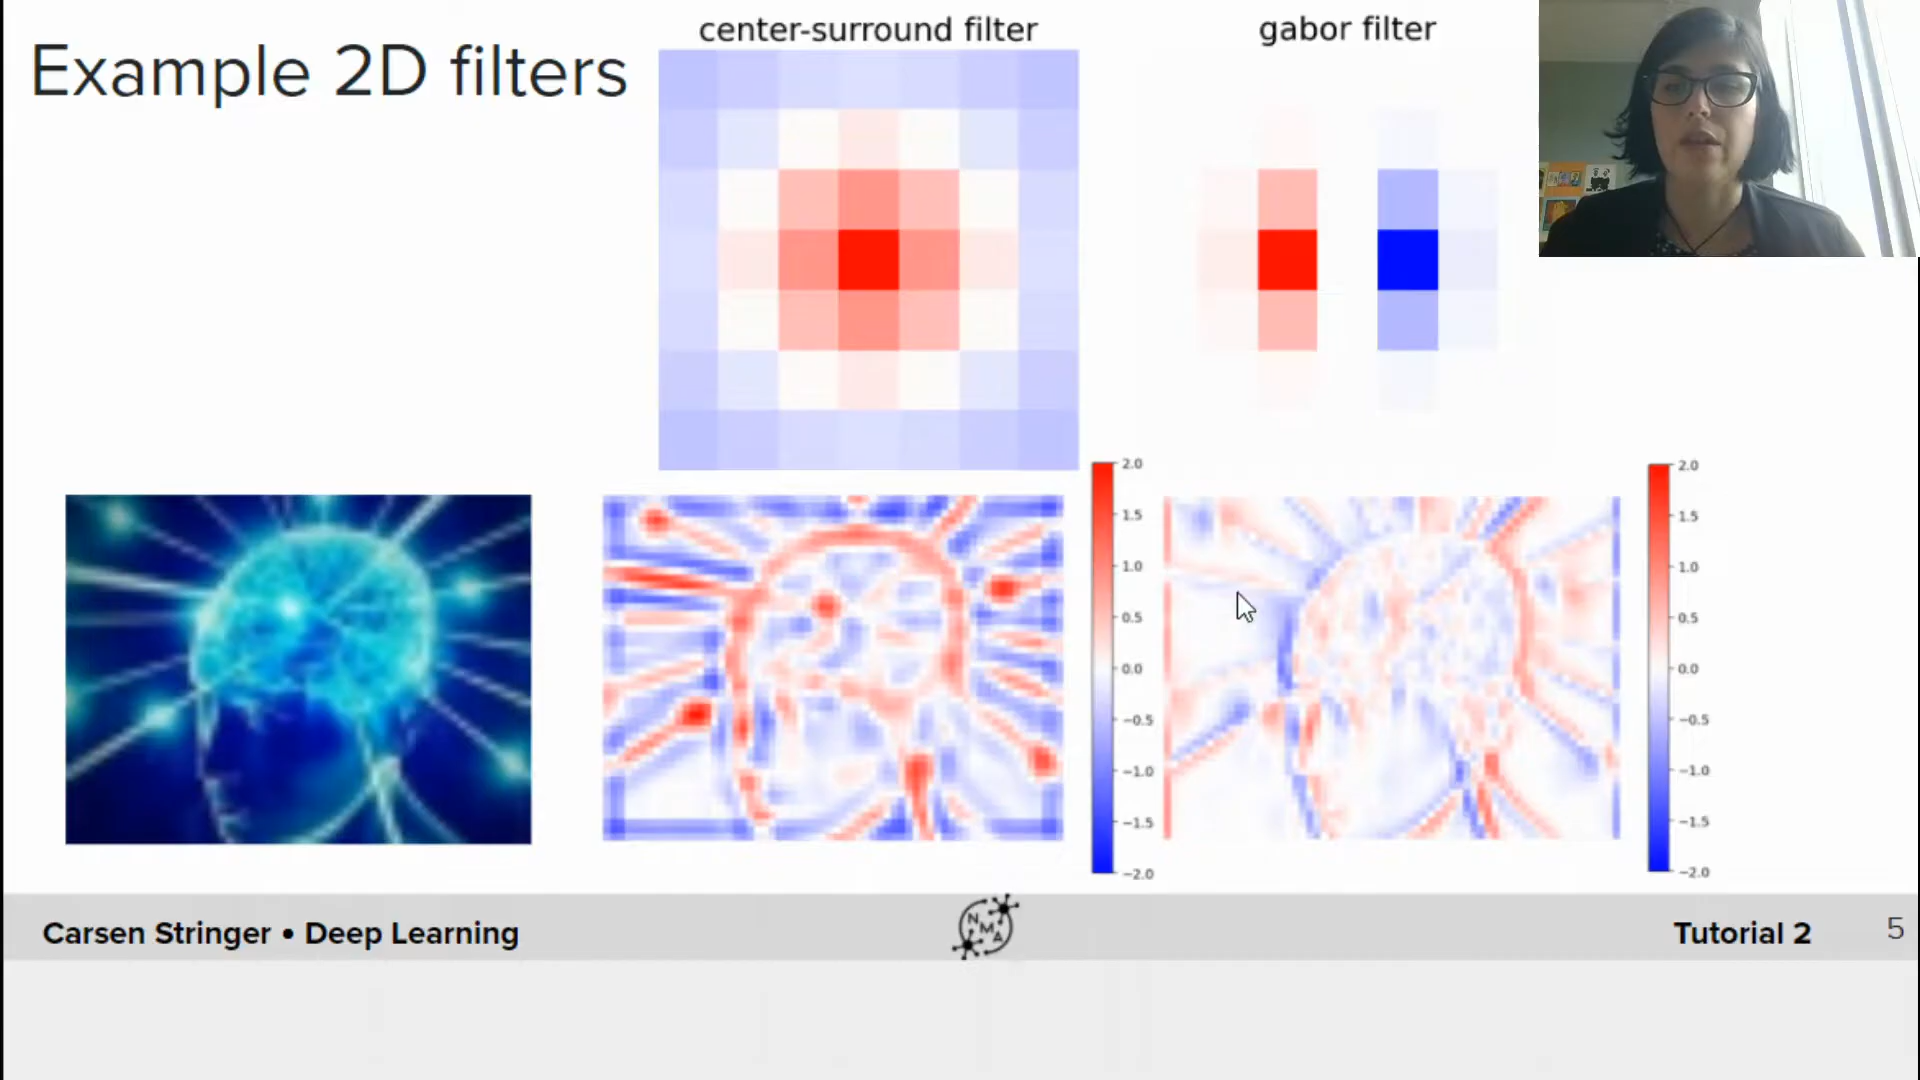 Example 2D filters
center-surround filter
gabor filter
2.0
1.5
1.0
0.5
0.0
−0.5
−1.0
−1.5
−2.0
2.0
1.5
1.0
0.5
0.0
−0.5
−1.0
−1.5
−2.0
Carsen Stringer • Deep Learning
N
M
A
Tutorial 2
5